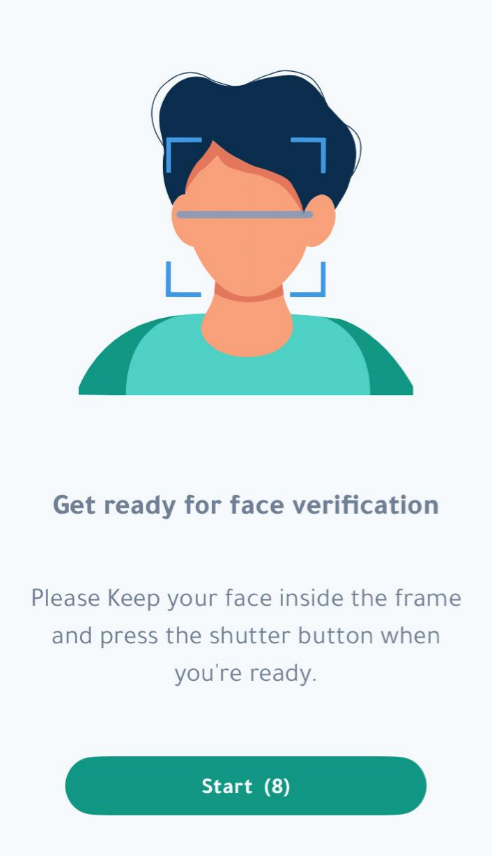 Get ready for face verification
Please Keep your face inside the frame
and press the shutter button when
you're ready.
Start (8)